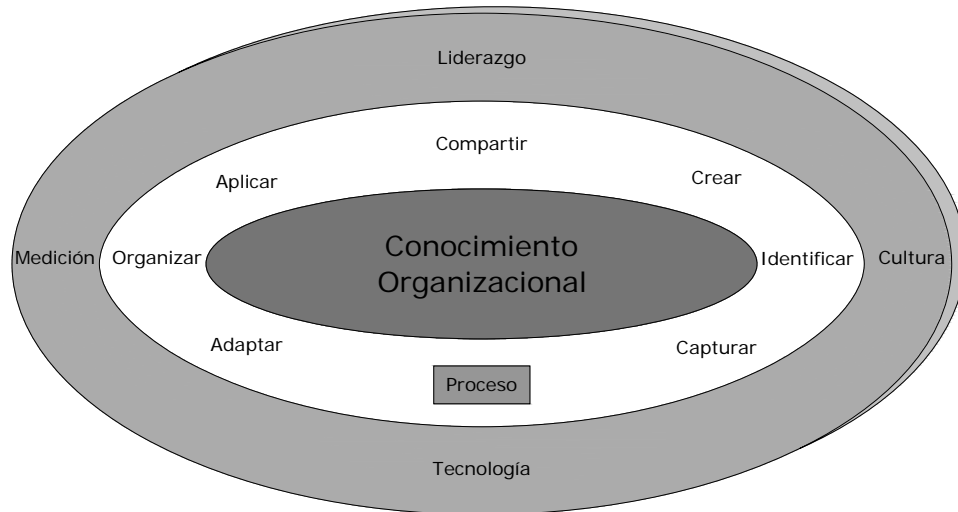 Liderazgo
Compartir
Aplicar
Crear
Medición
Organizar
Conocimiento
Organizacional
Identificar
Cultura
Adaptar
Capturar
Proceso
Tecnología